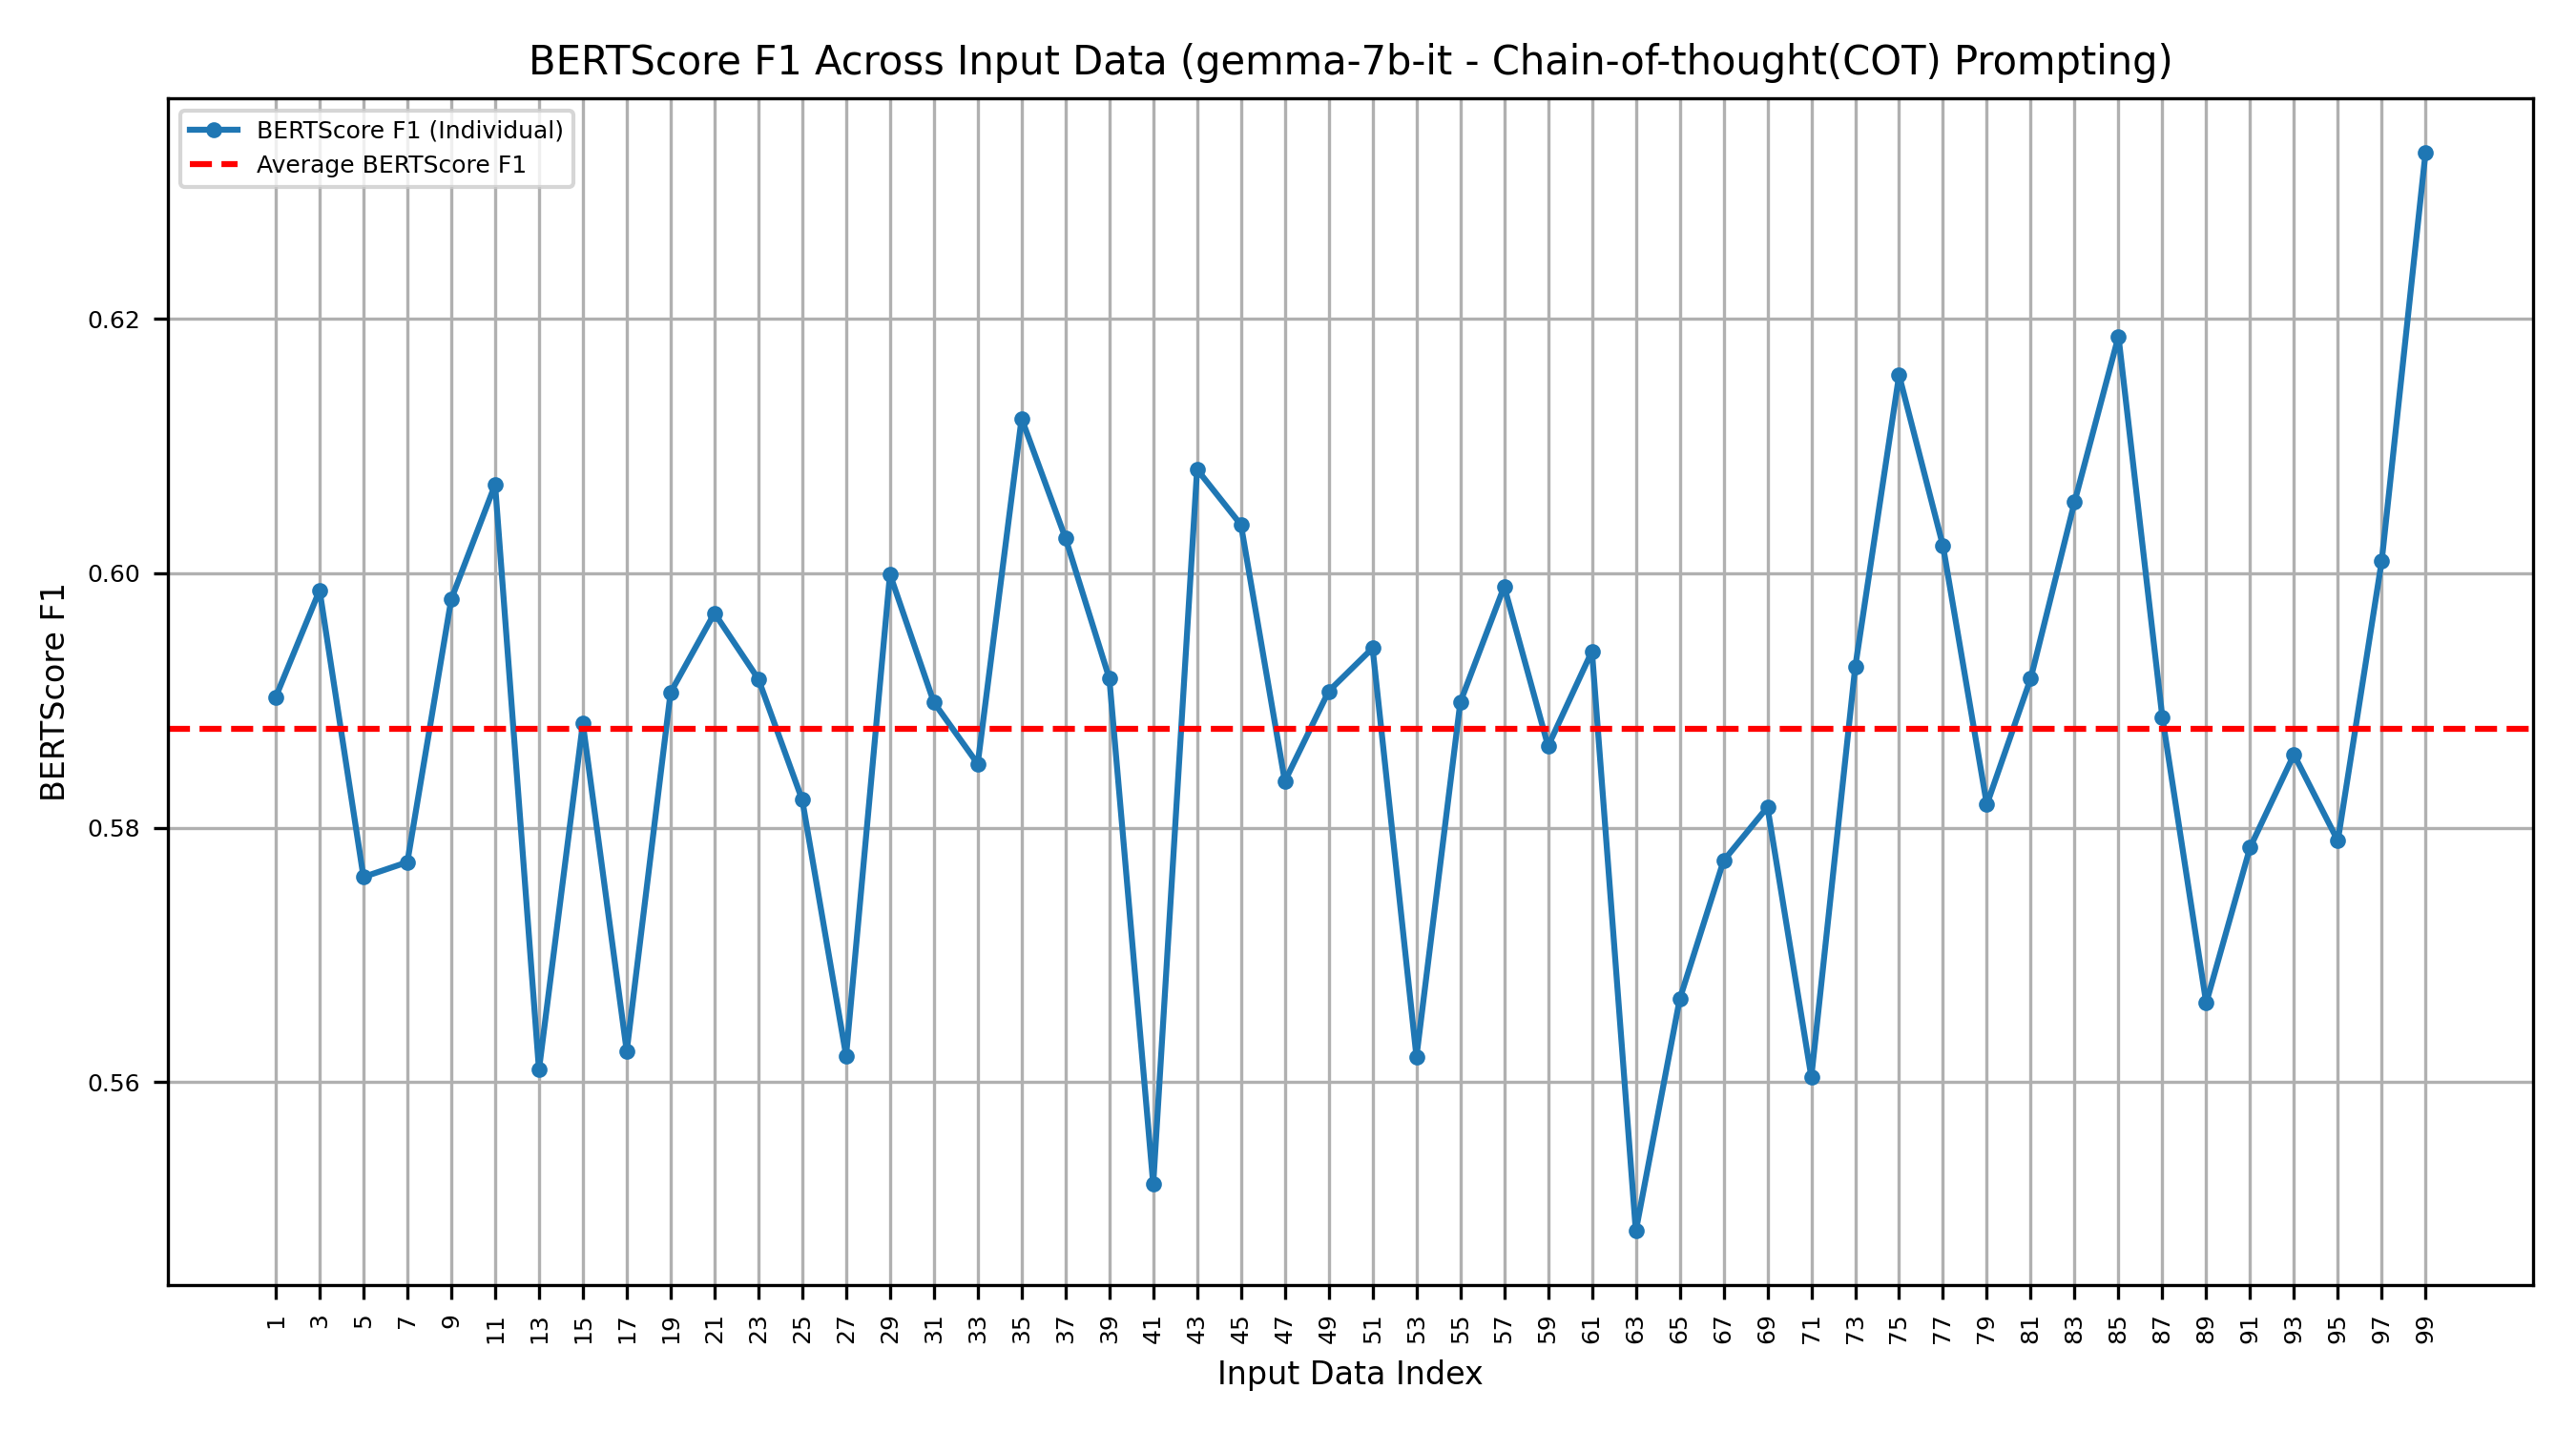 BERTScore F1 Across Input Data (gemma-7b-it - Chain-of-thought(COT) Prompting)
BERTScore F1 (Individual)
Average BERTScore F1
BERTScore F1
0.62
0.60
0.58
0.56
1 3 5 7 9 11 13 15 17 19 21 23 25 27 29 31 33 35 37 39 41 43 45 47 49 51 53 55 57 59 61 63 65 67 69 71 73 75 77 79 81 83 85 87 89 91 93 95 97 99
Input Data Index